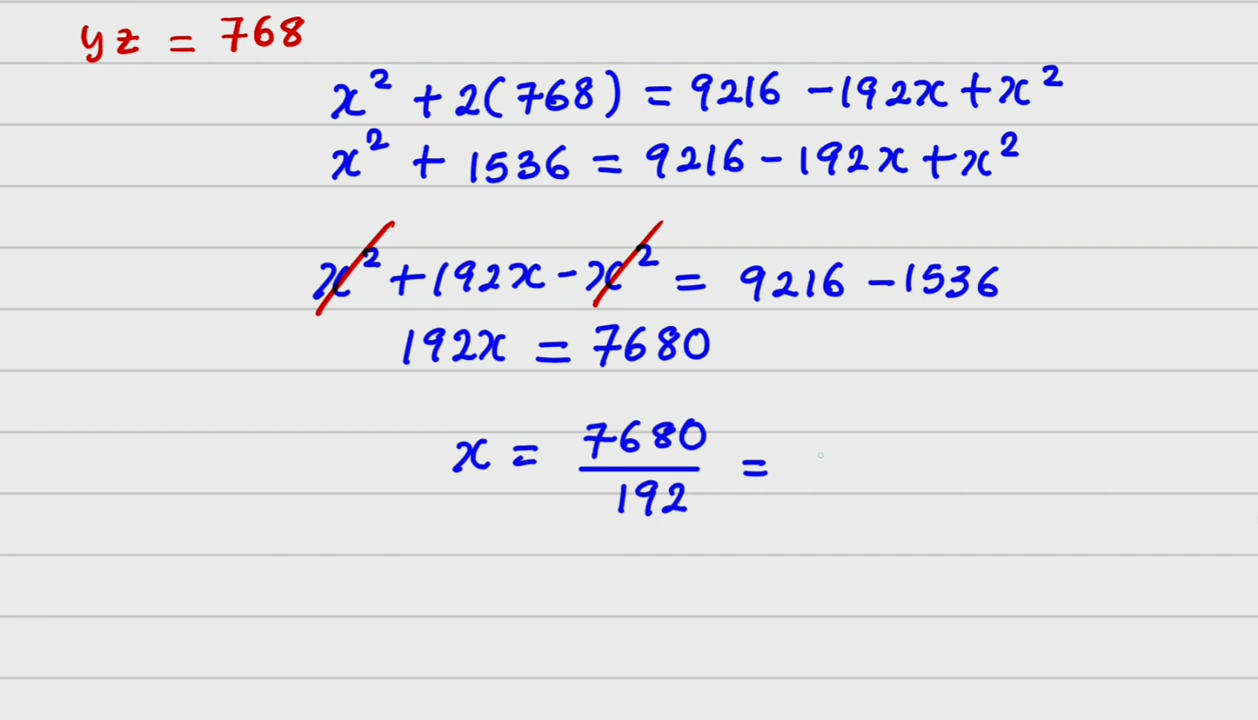 yz = 768
x² + 2(768) = 9216 - 192x + x²
x² + 1536 = 9216 - 192x + x²
x² + 192x - x² = 9216 - 1536
192x = 7680
x = 7680/192 =